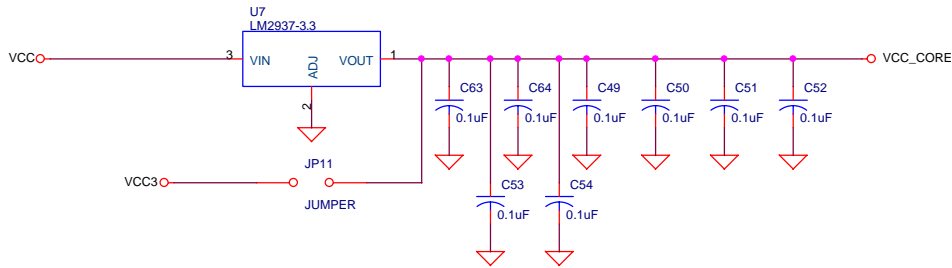 U7
LM2937-3.3
VCC 3 VIN ADJ VOUT 1 VCC_CORE
2
C63 C64 C49 C50 C51 C52
0.1uF 0.1uF 0.1uF 0.1uF 0.1uF 0.1uF
JP11
VCC3
JUMPER
C53 C54
0.1uF 0.1uF